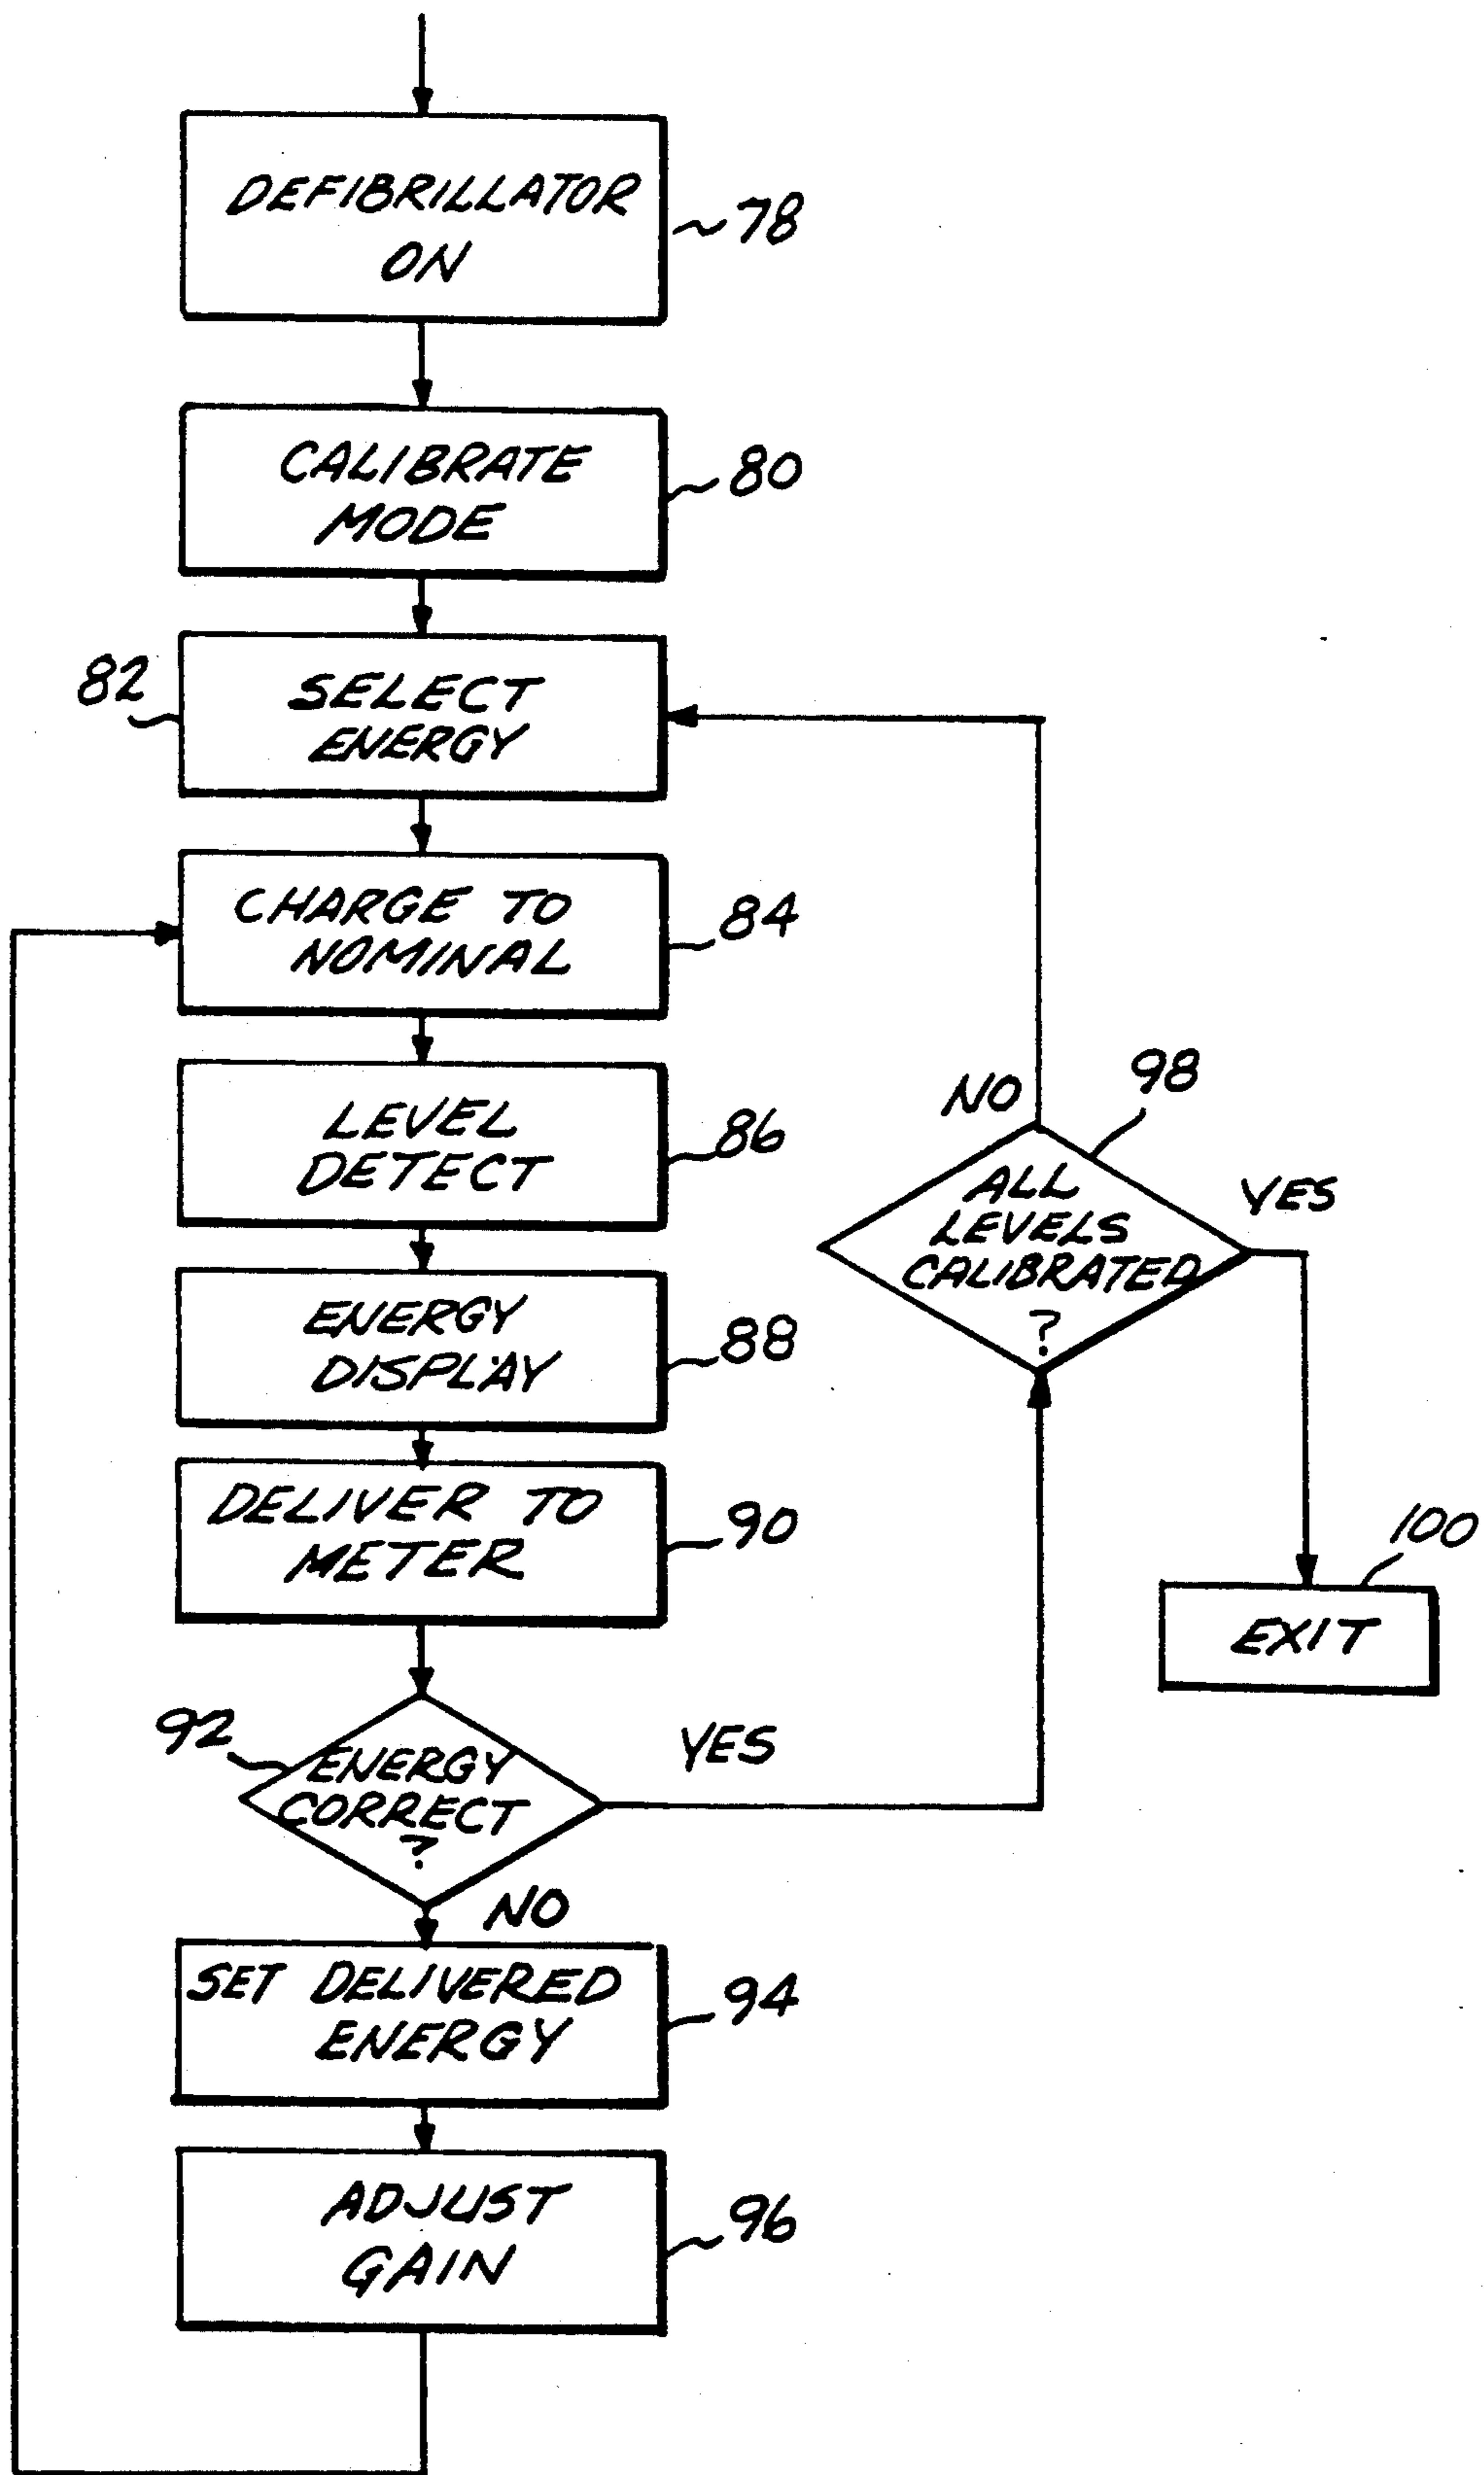 DEFIBRILLATOR
ON
78
CALIBRATE
MODE
80
82
SELECT
ENERGY
CHARGE TO
NOMINAL
84
LEVEL
DETECT
86
ENERGY
DISPLAY
88
DELIVER TO
METER
90
92
ENERGY
CORRECT
?
YES
NO
SET DELIVERED
ENERGY
94
ADJUST
GAIN
96
NO
98
ALL
LEVELS
CALIBRATED
?
YES
100
EXIT